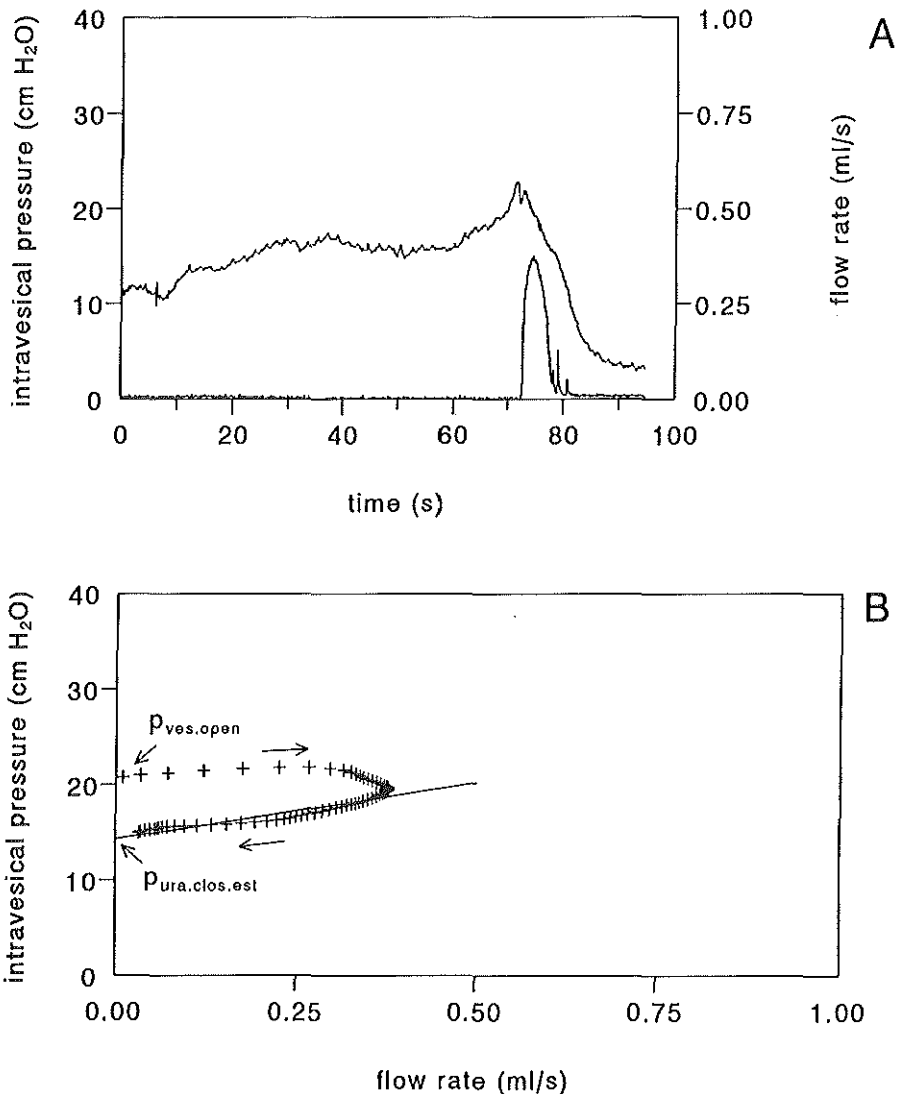 A
intravesical pressure (cm H₂O)
40
30
20
10
0
1.00
0.75
0.50
0.25
0.00
flow rate (ml/s)
0 20 40 60 80 100
time (s)
B
intravesical pressure (cm H₂O)
40
30
20
10
0
p ves.open
p ura.clos.est
0.00 0.25 0.50 0.75 1.00
flow rate (ml/s)